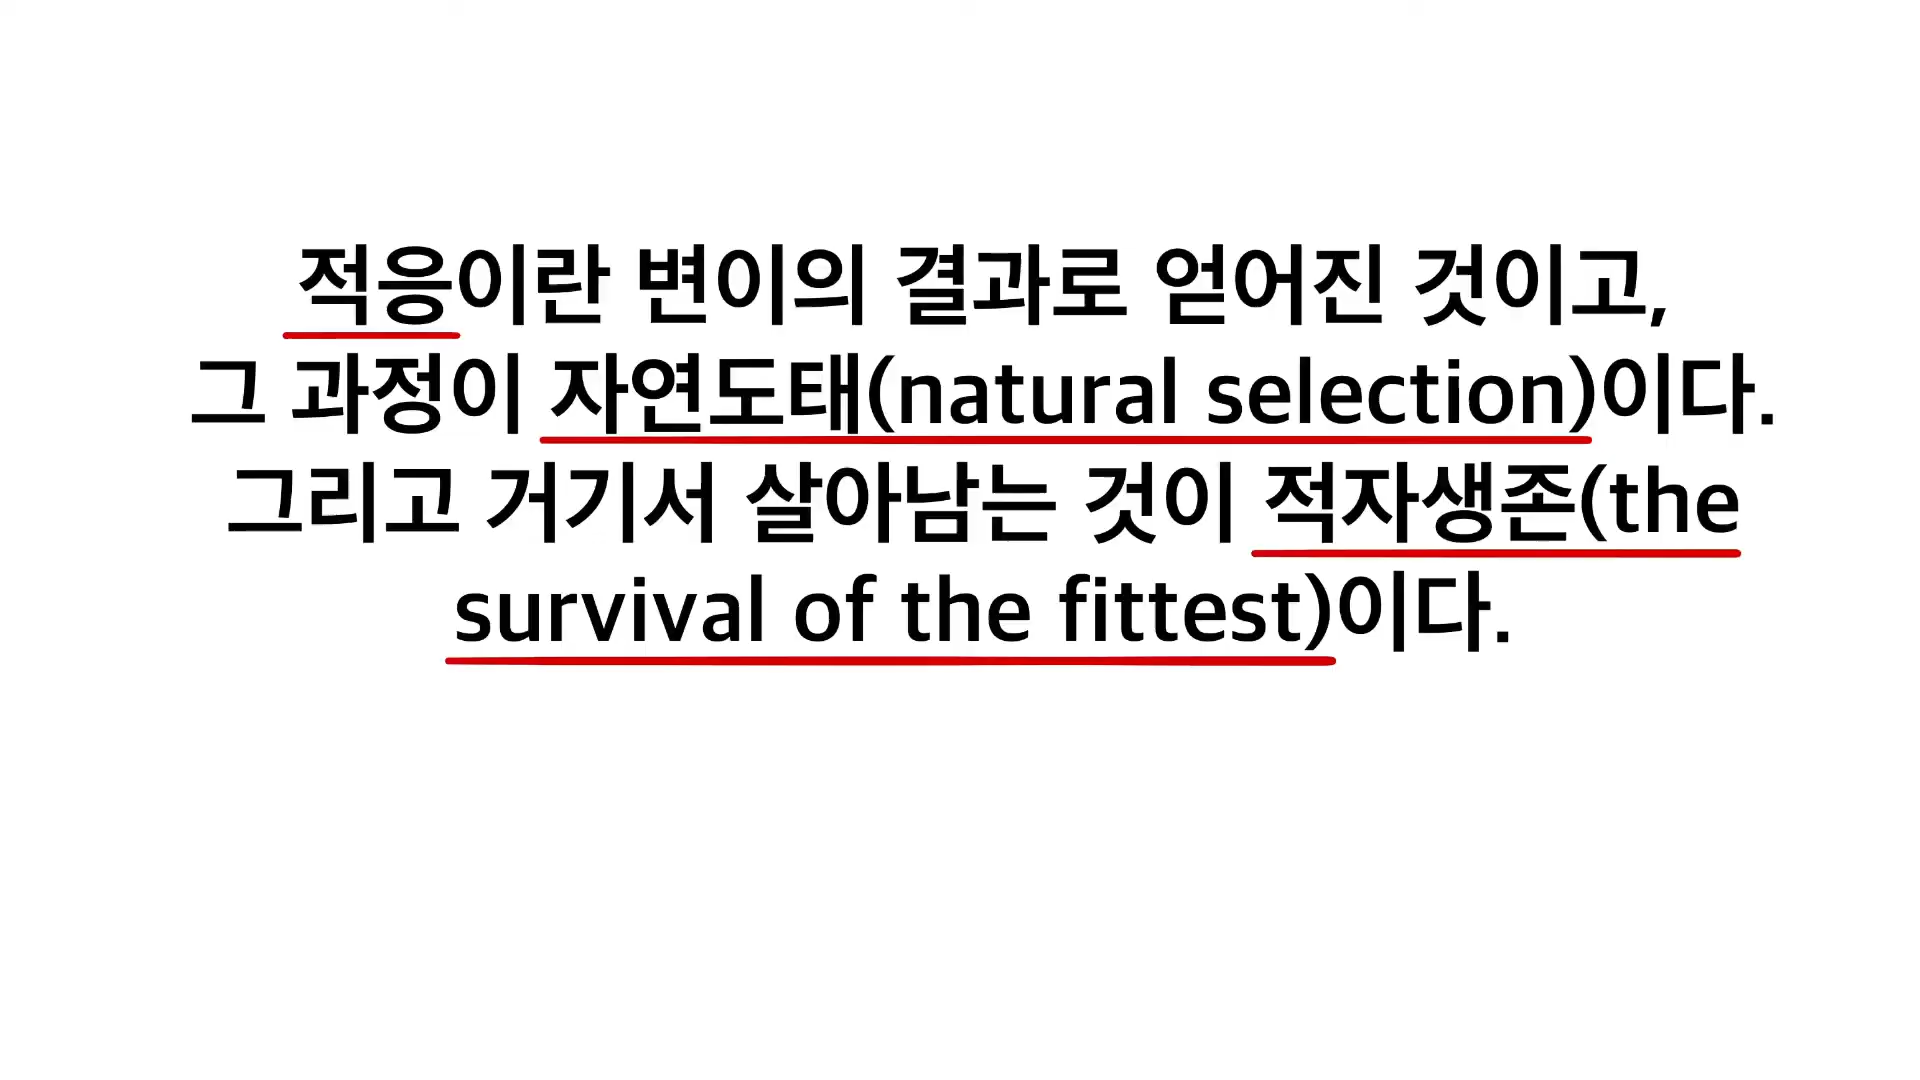 적응이란 변이의 결과로 얻어진 것이고,
그 과정이 자연도태(natural selection)이다.
그리고 거기서 살아남는 것이 적자생존(the
survival of the fittest)이다.